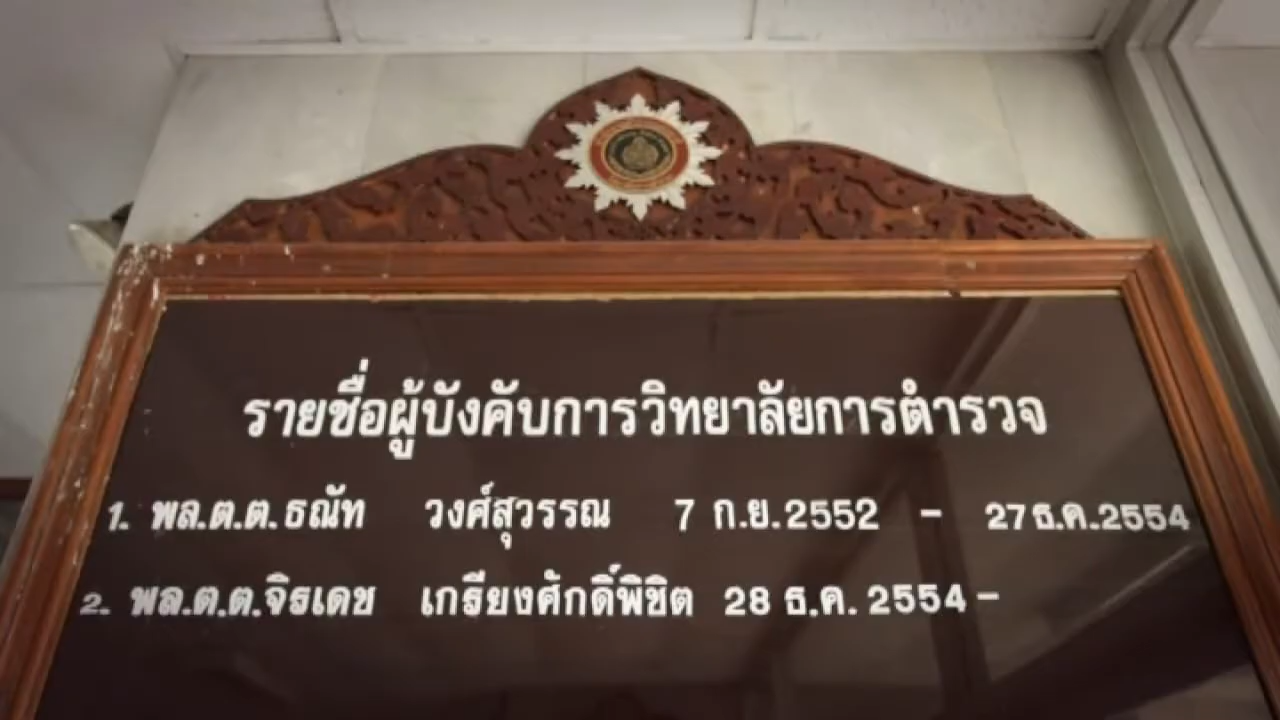 รายชื่อผู้บังคับการวิทยาลัยการตำรวจ
1. พล.ต.ต.ธณัท วงศ์สุวรรณ 7 ก.ย.2552 - 27 ธ.ค.2554
2. พล.ต.ต.จิรเดช เกรียงศักดิ์พิชิต 28 ธ.ค. 2554 -